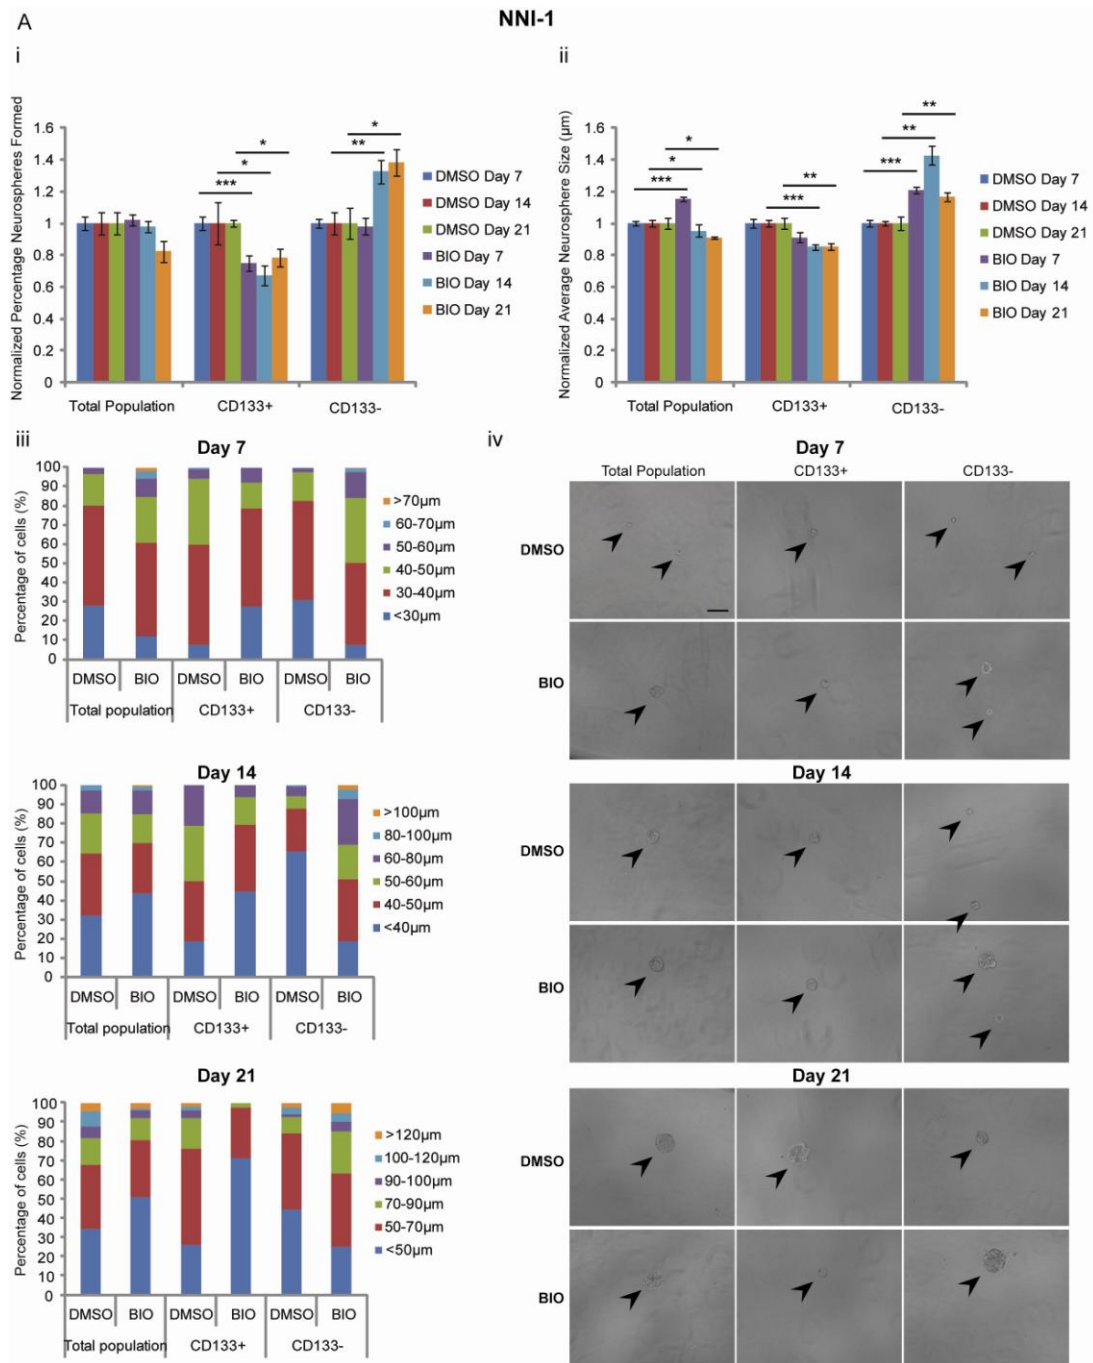 A
NNI-1
i
Normalized Percentage Neurospheres Formed
1.6
1.4
1.2
1
0.8
0.6
0.4
0.2
0
***
*
*
**
*
Total Population
CD133+
CD133-
DMSO Day 7
DMSO Day 14
DMSO Day 21
BIO Day 7
BIO Day 14
BIO Day 21
ii
Normalized Average Neurosphere Size (µm)
1.6
1.4
1.2
1
0.8
0.6
0.4
0.2
0
***
*
*
***
**
***
**
**
Total Population
CD133+
CD133-
DMSO Day 7
DMSO Day 14
DMSO Day 21
BIO Day 7
BIO Day 14
BIO Day 21
iii
Day 7
Percentage of cells (%)
100
90
80
70
60
50
40
30
20
10
0
DMSO BIO DMSO BIO DMSO BIO
Total population CD133+ CD133-
>70µm
60-70µm
50-60µm
40-50µm
30-40µm
<30µm
Day 14
Percentage of cells (%)
100
90
80
70
60
50
40
30
20
10
0
DMSO BIO DMSO BIO DMSO BIO
Total population CD133+ CD133-
>100µm
80-100µm
60-80µm
50-60µm
40-50µm
<40µm
Day 21
Percentage of cells (%)
100
90
80
70
60
50
40
30
20
10
0
DMSO BIO DMSO BIO DMSO BIO
Total population CD133+ CD133-
>120µm
100-120µm
90-100µm
70-90µm
50-70µm
<50µm
iv
Day 7
Total Population CD133+ CD133-
DMSO
BIO
Day 14
DMSO
BIO
Day 21
DMSO
BIO